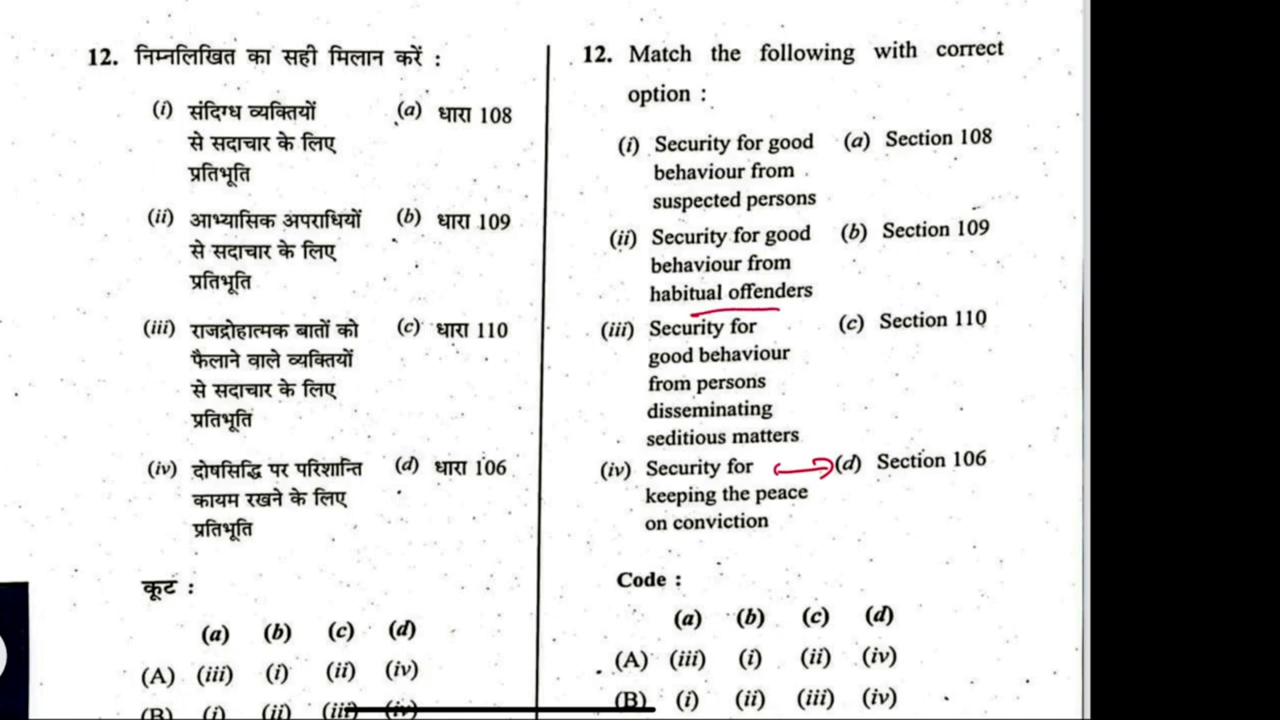 12. निम्नलिखित का सही मिलान करें :
(i) संदिग्ध व्यक्तियों (a) धारा 108
से सदाचार के लिए
प्रतिभूति
(ii) आभ्यासिक अपराधियों (b) धारा 109
से सदाचार के लिए
प्रतिभूति
(iii) राजद्रोहात्मक बातों को (c) धारा 110
फैलाने वाले व्यक्तियों
से सदाचार के लिए
प्रतिभूति
(iv) दोषसिद्धि पर परिशान्ति (d) धारा 106
कायम रखने के लिए
प्रतिभूति
कूट :
(a) (b) (c) (d)
(A) (iii) (i) (ii) (iv)
(B) (i) (ii) (iii) (iv)
12. Match the following with correct
option :
(i) Security for good (a) Section 108
behaviour from
suspected persons
(ii) Security for good (b) Section 109
behaviour from
habitual offenders
(iii) Security for (c) Section 110
good behaviour
from persons
disseminating
seditious matters
(iv) Security for (d) Section 106
keeping the peace
on conviction
Code :
(a) (b) (c) (d)
(A) (iii) (i) (ii) (iv)
(B) (i) (ii) (iii) (iv)